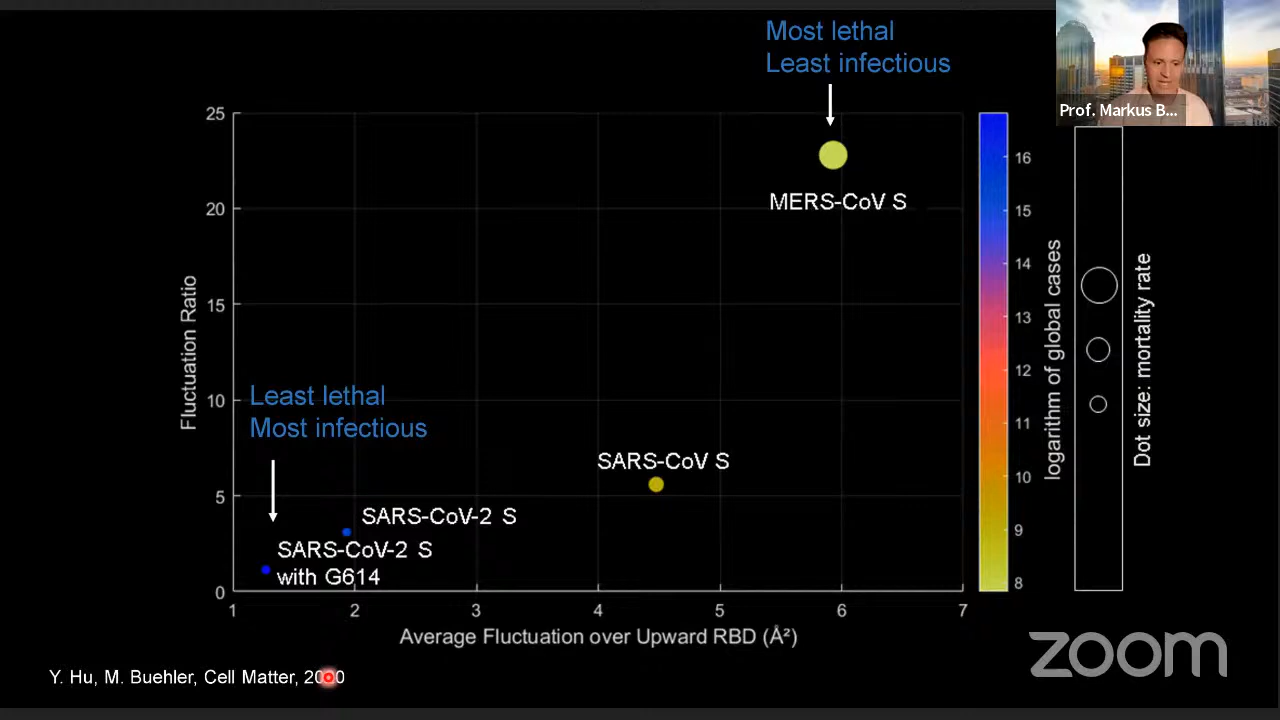 Most lethal
Least infectious
Prof. Markus B...
25
20
15
10
5
0
Fluctuation Ratio
MERS-CoV S
Least lethal
Most infectious
SARS-CoV S
SARS-CoV-2 S
SARS-CoV-2 S
with G614
1 2 3 4 5 6 7
Average Fluctuation over Upward RBD (Å²)
16
15
14
13
12
11
10
9
8
logarithm of global cases
Dot size: mortality rate
zoom
Y. Hu, M. Buehler, Cell Matter, 2020